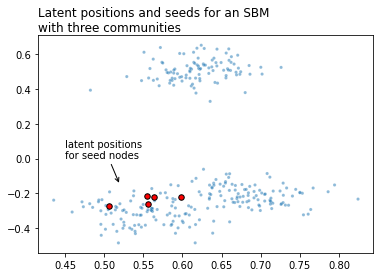 Latent positions and seeds for an SBM
with three communities
0.6
0.4
0.2
0.0
−0.2
−0.4
latent positions
for seed nodes
0.45 0.50 0.55 0.60 0.65 0.70 0.75 0.80